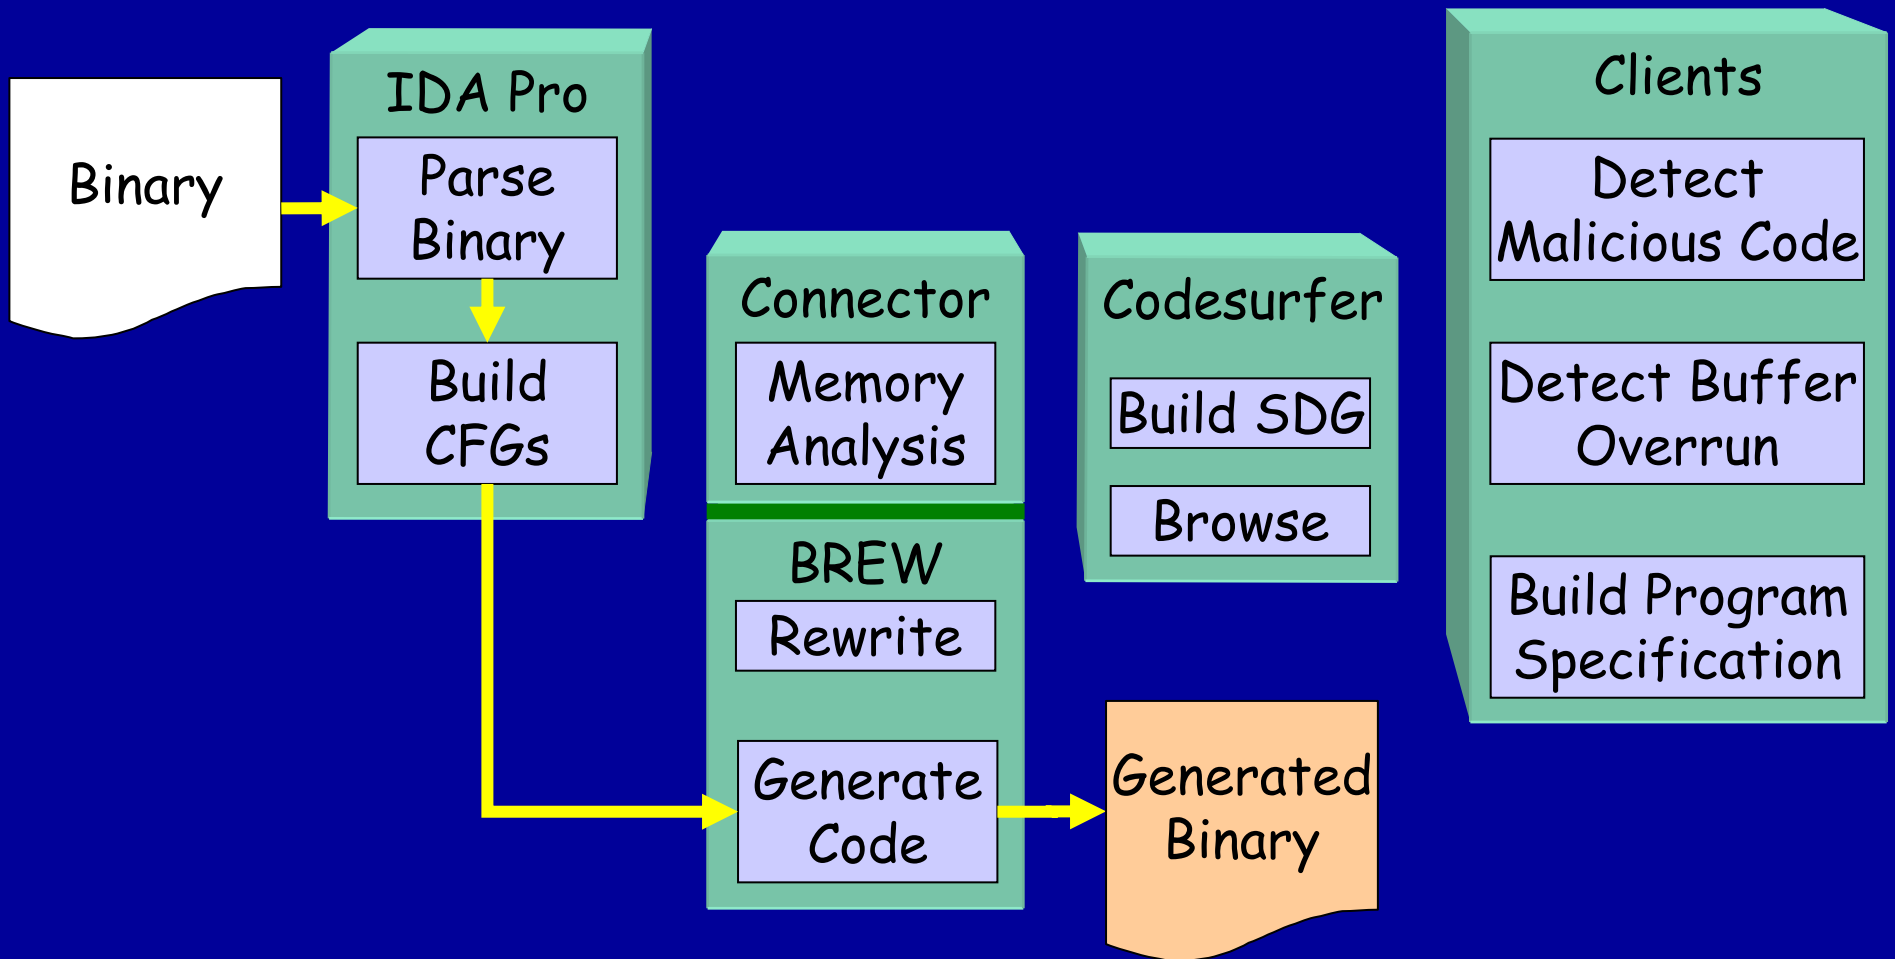 Binary
IDA Pro
Parse
Binary
Build
CFGs
Connector
Memory
Analysis
BREW
Rewrite
Generate
Code
Codesurfer
Build SDG
Browse
Generated
Binary
Clients
Detect
Malicious Code
Detect Buffer
Overrun
Build Program
Specification